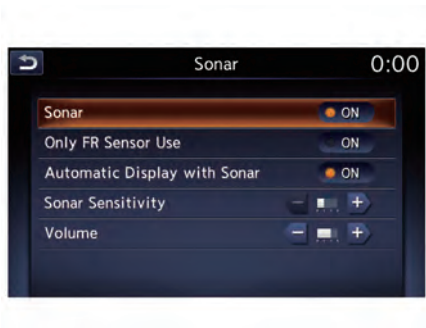 Sonar 0:00
Sonar ON
Only FR Sensor Use ON
Automatic Display with Sonar ON
Sonar Sensitivity - +
Volume - +